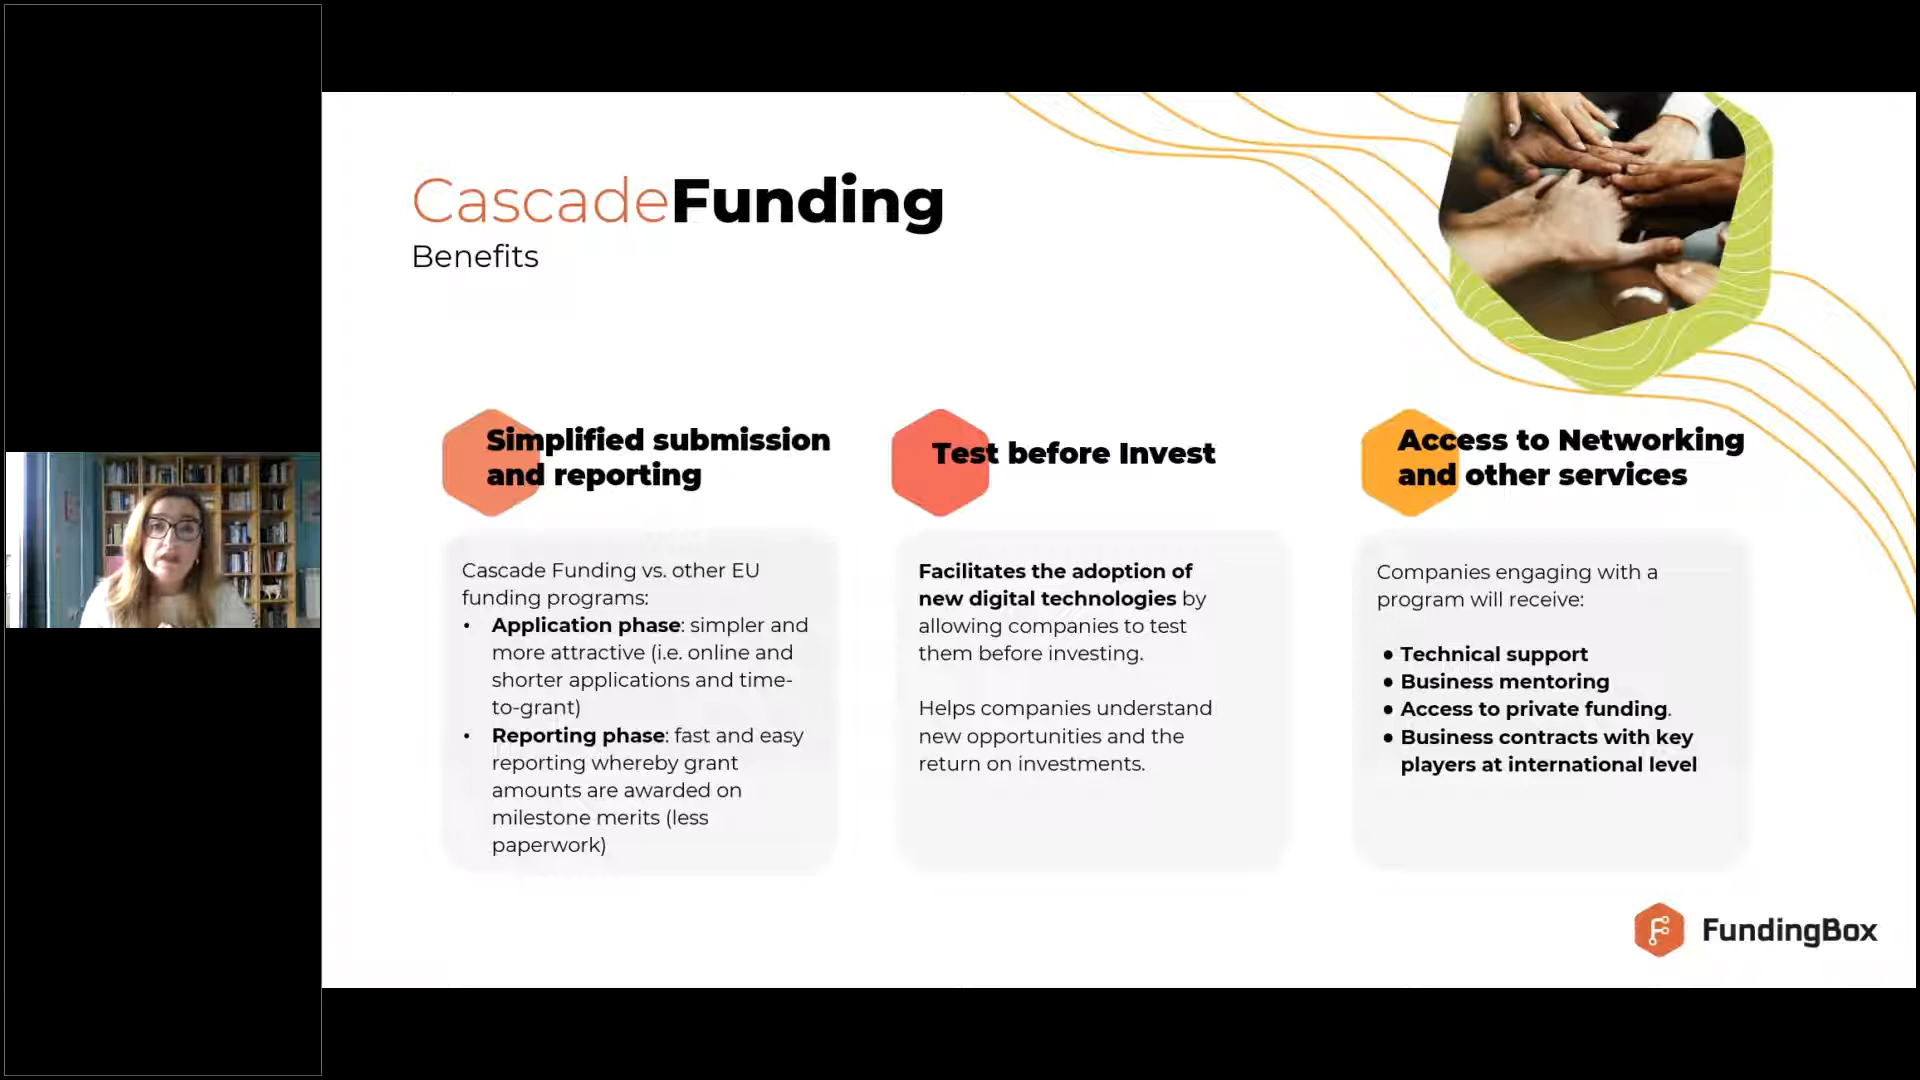 CascadeFunding
Benefits
Simplified submission
and reporting
Cascade Funding vs. other EU
funding programs:
• Application phase: simpler and
more attractive (i.e. online and
shorter applications and time-
to-grant)
• Reporting phase: fast and easy
reporting whereby grant
amounts are awarded on
milestone merits (less
paperwork)
Test before Invest
Facilitates the adoption of
new digital technologies by
allowing companies to test
them before investing.
Helps companies understand
new opportunities and the
return on investments.
Access to Networking
and other services
Companies engaging with a
program will receive:
● Technical support
● Business mentoring
● Access to private funding.
● Business contracts with key
players at international level
FundingBox